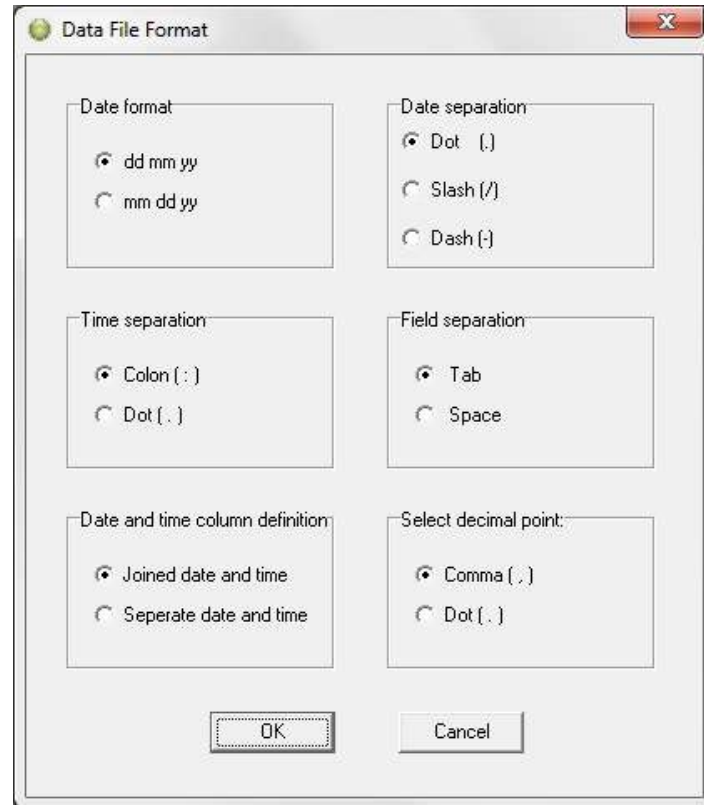 Data File Format
Date format
dd mm yy
mm dd yy
Date separation
Dot (.)
Slash (/)
Dash (-)
Time separation
Colon ( : )
Dot ( . )
Field separation
Tab
Space
Date and time column definition
Joined date and time
Seperate date and time
Select decimal point:
Comma ( , )
Dot ( . )
OK
Cancel